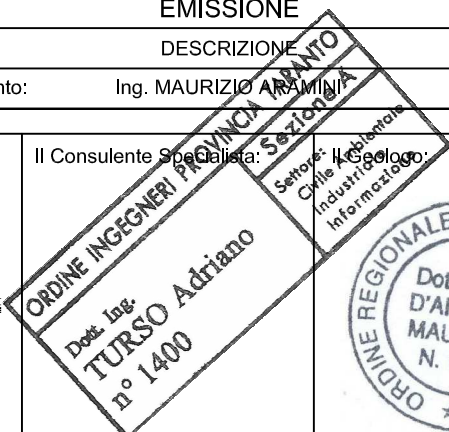 EMISSIONE
DESCRIZIONE
nto: Ing. MAURIZIO ARAMINI
Il Consulente Specialista: Il Geologo:
ORDINE INGEGNERI PROVINCIA TARANTO
Sezione A
Settore:
Civile Ambientale
Industriale
Informazione
Dott. Ing.
TURSO Adriano
n° 1400
ORDINE REGIONALE
Dot
D'A
MAU
N.